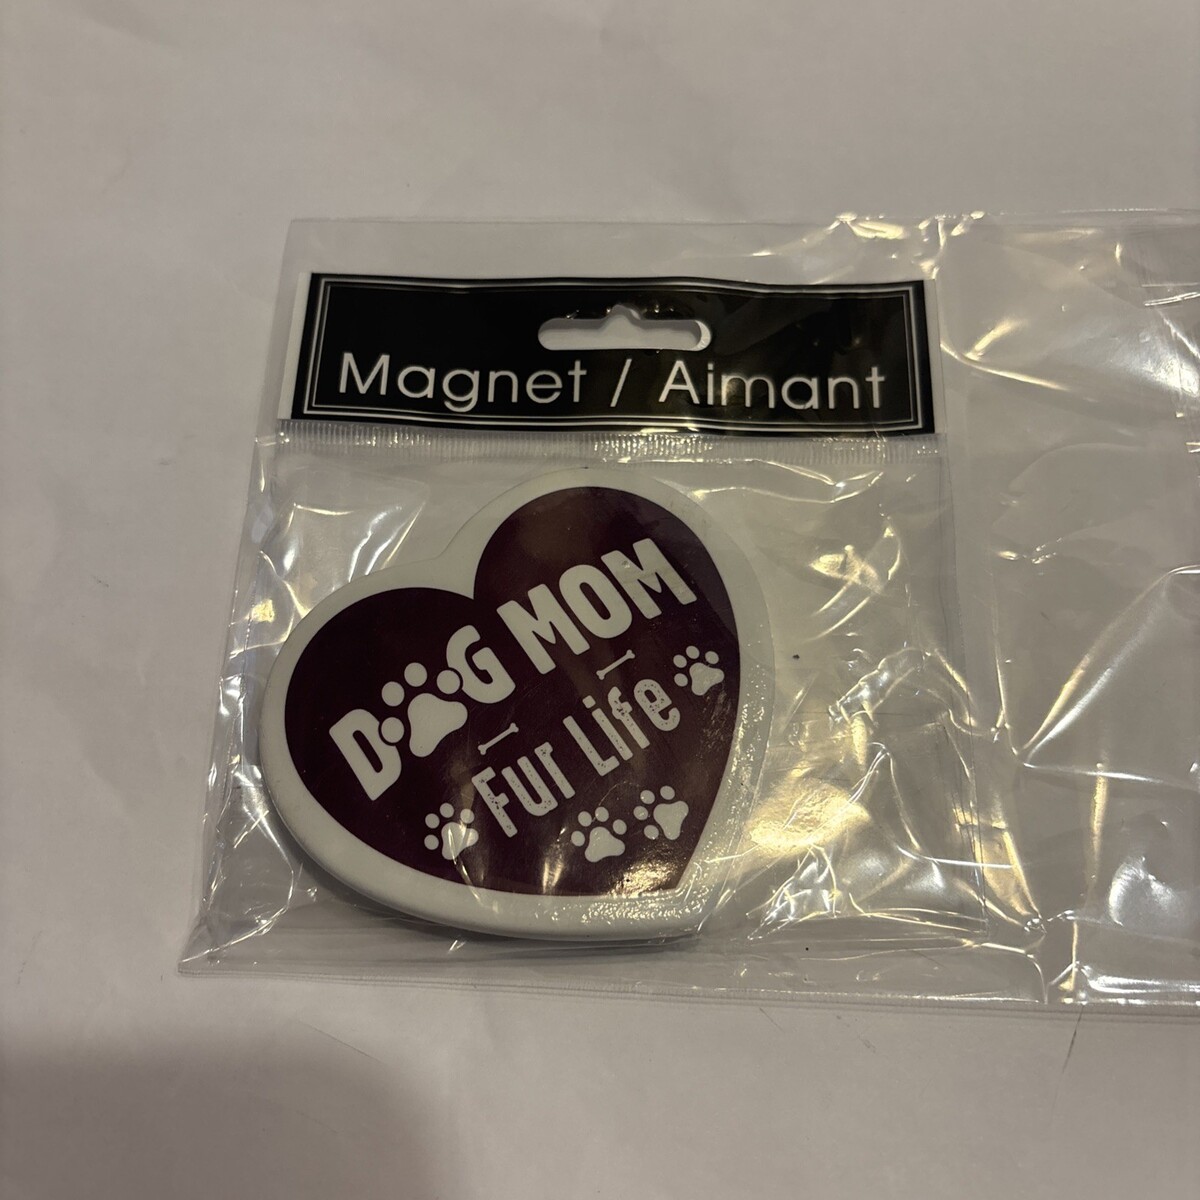 Magnet / Aimant
DOG MOM
Fur Life